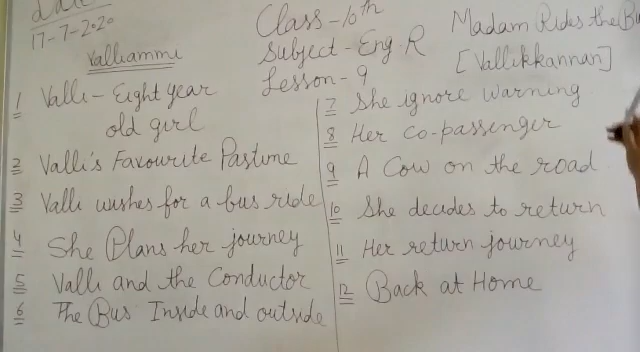 Date
17-7-2020
Class-10th
Subject-Eng.R
Lesson-9
Madam Rides the Bu
[Vallikkannan]
Valliammi
1 Valli-Eight year
old girl
2 Valli's Favourite Pastime
3 Valli wishes for a bus ride
4 She Plans her journey
5 Valli and the Conductor
6 The Bus Inside and outside
7 She ignore warning
8 Her co-passenger
9 A Cow on the road
10 She decides to return
11 Her return journey
12 Back at Home